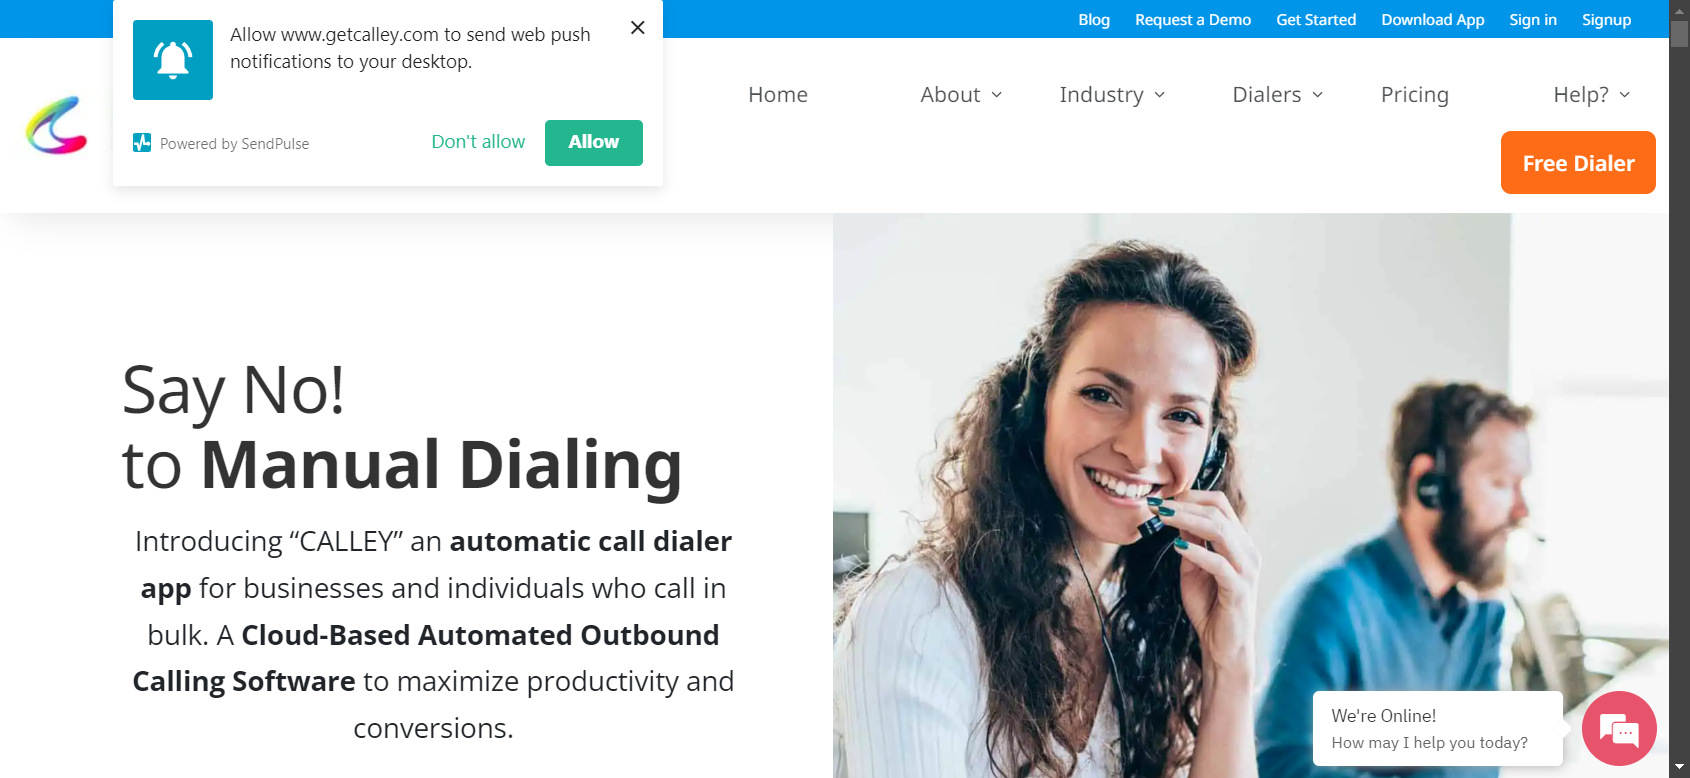 Blog Request a Demo Get Started Download App Sign in Signup
Allow www.getcalley.com to send web push
notifications to your desktop.
Powered by SendPulse
Don't allow
Allow
Home About Industry Dialers Pricing Help?
Free Dialer
Say No!
to Manual Dialing
Introducing “CALLEY” an automatic call dialer
app for businesses and individuals who call in
bulk. A Cloud-Based Automated Outbound
Calling Software to maximize productivity and
conversions.
We're Online!
How may I help you today?